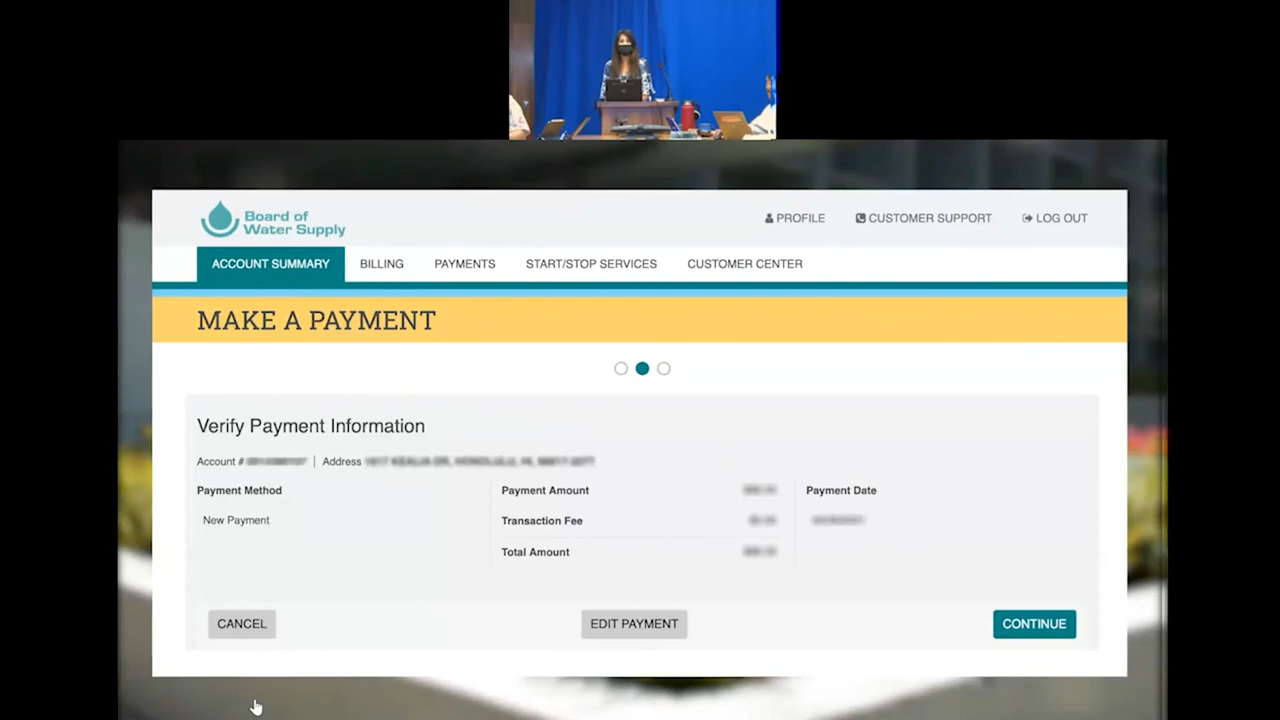 Board of
Water Supply
PROFILE
CUSTOMER SUPPORT
LOG OUT
ACCOUNT SUMMARY
BILLING
PAYMENTS
START/STOP SERVICES
CUSTOMER CENTER
MAKE A PAYMENT
Verify Payment Information
Account #
Address
Payment Method
New Payment
Payment Amount
Transaction Fee
Total Amount
Payment Date
CANCEL
EDIT PAYMENT
CONTINUE